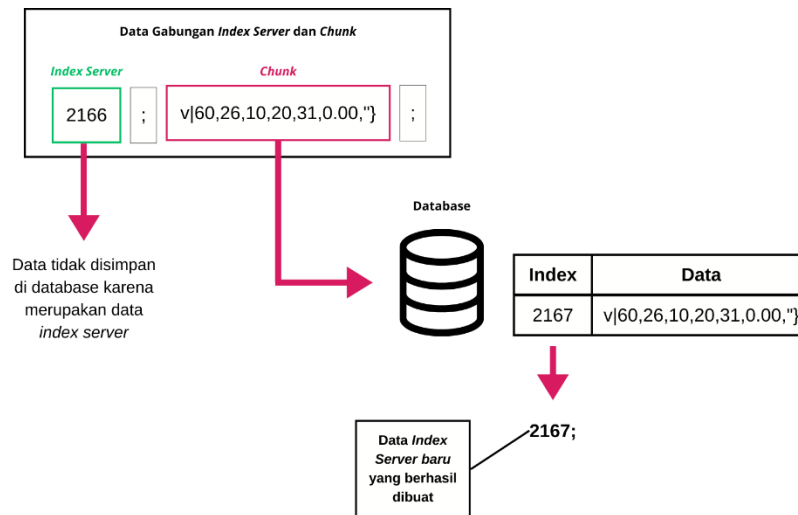 Data Gabungan Index Server dan Chunk
Index Server
Chunk
2166
;
v|60,26,10,20,31,0.00,"}
;
Data tidak disimpan
di database karena
merupakan data
index server
Database
Index
Data
2167
v|60,26,10,20,31,0.00,"}
2167;
Data Index
Server baru
yang berhasil
dibuat